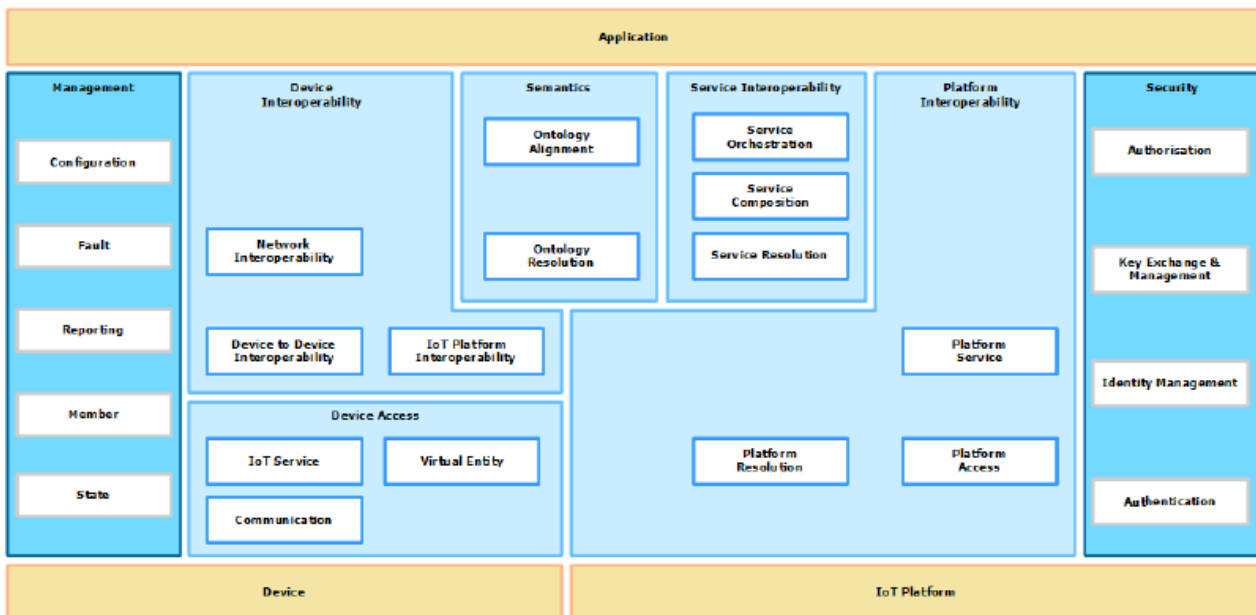 Application
Management
Configuration
Fault
Reporting
Member
State
Device
Interoperability
Network
Interoperability
Device to Device
Interoperability
IoT Platform
Interoperability
Device Access
IoT Service
Virtual Entity
Communication
Semantics
Ontology
Alignment
Ontology
Resolution
Service Interoperability
Service
Orchestration
Service
Composition
Service Resolution
Platform
Interoperability
Platform
Service
Platform
Resolution
Platform
Access
Security
Authorisation
Key Exchange &
Management
Identity Management
Authentication
Device
IoT Platform